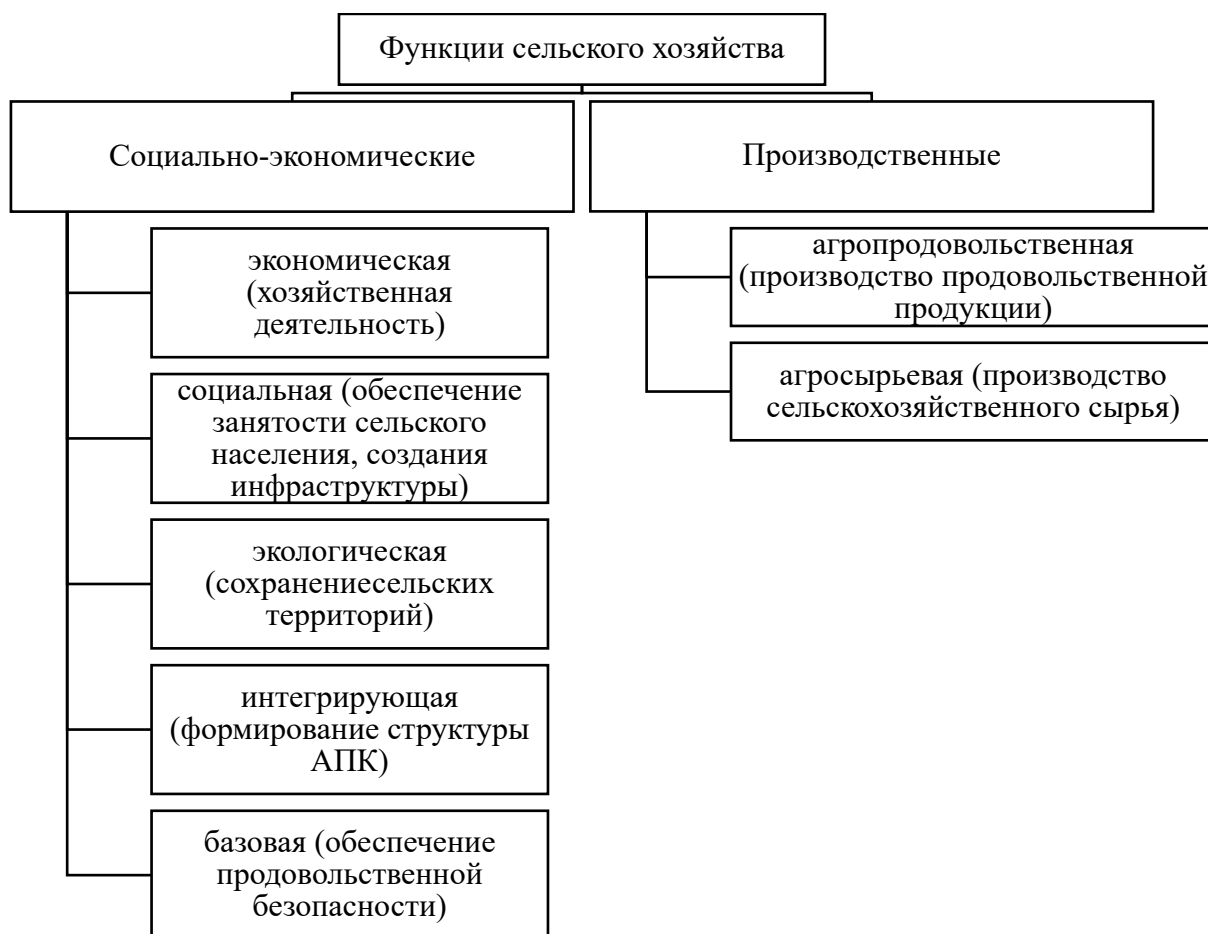 Функции сельского хозяйства
Социально-экономические
экономическая
(хозяйственная
деятельность)
социальная (обеспечение
занятости сельского
населения, создания
инфраструктуры)
экологическая
(сохранениесельских
территорий)
интегрирующая
(формирование структуры
АПК)
базовая (обеспечение
продовольственной
безопасности)
Производственные
агропродовольственная
(производство продовольственной
продукции)
агросырьевая (производство
сельскохозяйственного сырья)